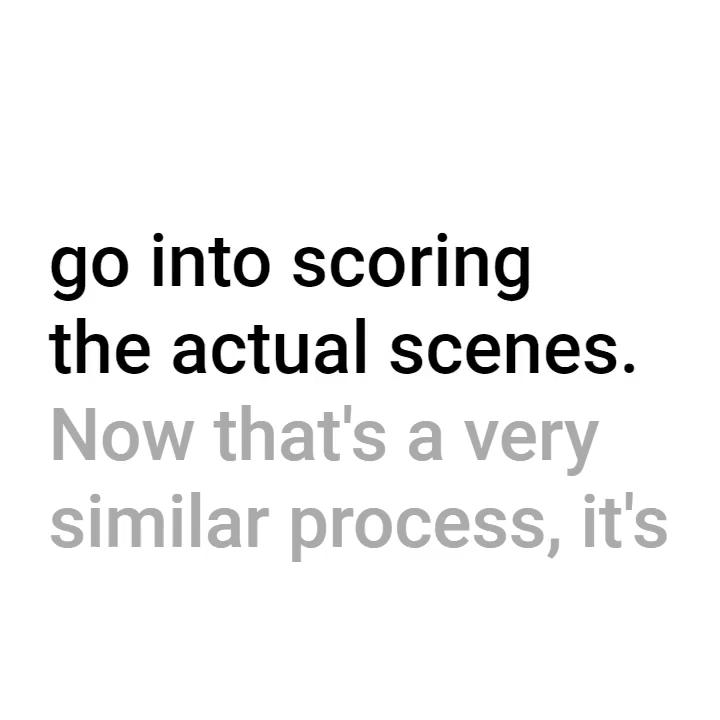 go into scoring
the actual scenes.
Now that's a very
similar process, it's